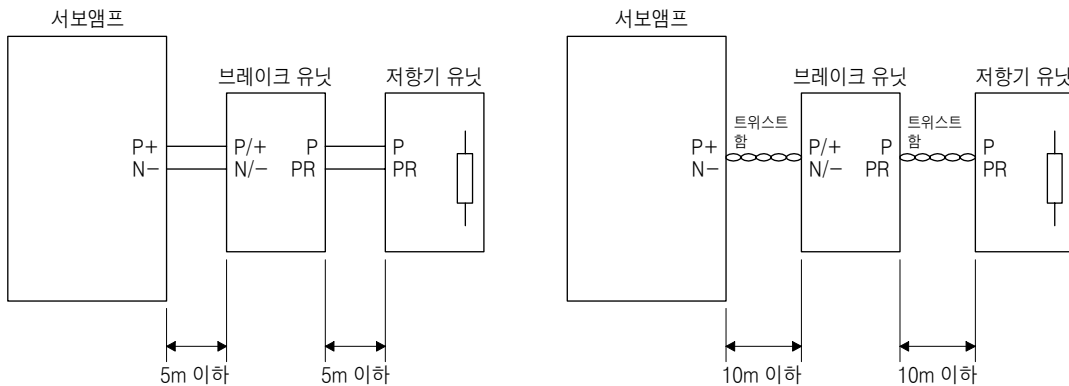 서보앰프
브레이크 유닛
저항기 유닛
P+
N−
P/+
N/−
P
PR
P
PR
5m 이하
5m 이하
서보앰프
브레이크 유닛
저항기 유닛
트위스트
함
트위스트
함
P+
N−
P/+
N/−
P
PR
P
PR
10m 이하
10m 이하